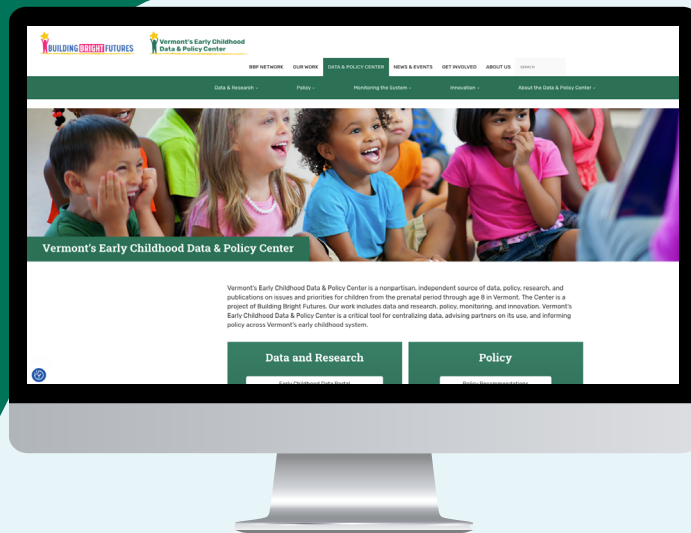 BUILDING BRIGHT FUTURES
Vermont's Early Childhood
Data & Policy Center
BBF NETWORK OUR WORK DATA & POLICY CENTER NEWS & EVENTS GET INVOLVED ABOUT US SEARCH
Data & Research Policy Monitoring the System Innovation About the Data & Policy Center
Vermont's Early Childhood Data & Policy Center
Vermont's Early Childhood Data & Policy Center is a nonpartisan, independent source of data, policy, research, and
publications on issues and priorities for children from the prenatal period through age 8 in Vermont. The Center is a
project of Building Bright Futures. Our work includes data and research, policy, monitoring, and innovation. Vermont's
Early Childhood Data & Policy Center is a critical tool for centralizing data, advising partners on its use, and informing
policy across Vermont's early childhood system.
Data and Research Policy
Early Childhood Data Portal Policy Recommendations